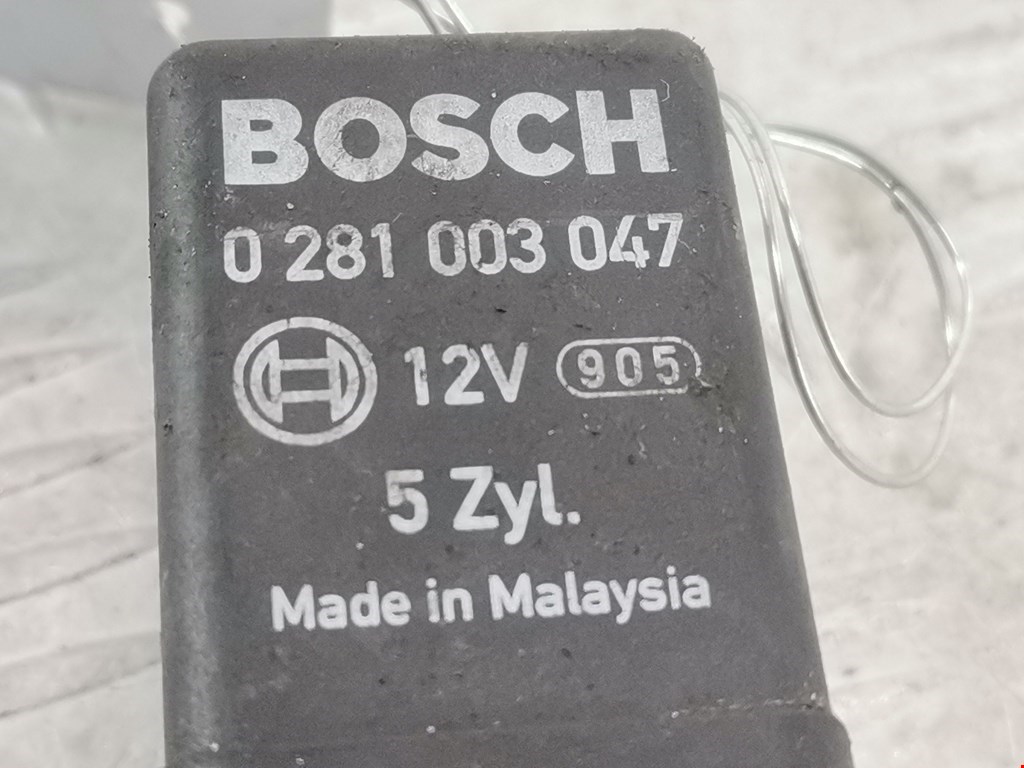 BOSCH
0 281 003 047
12V 905
5 Zyl.
Made in Malaysia